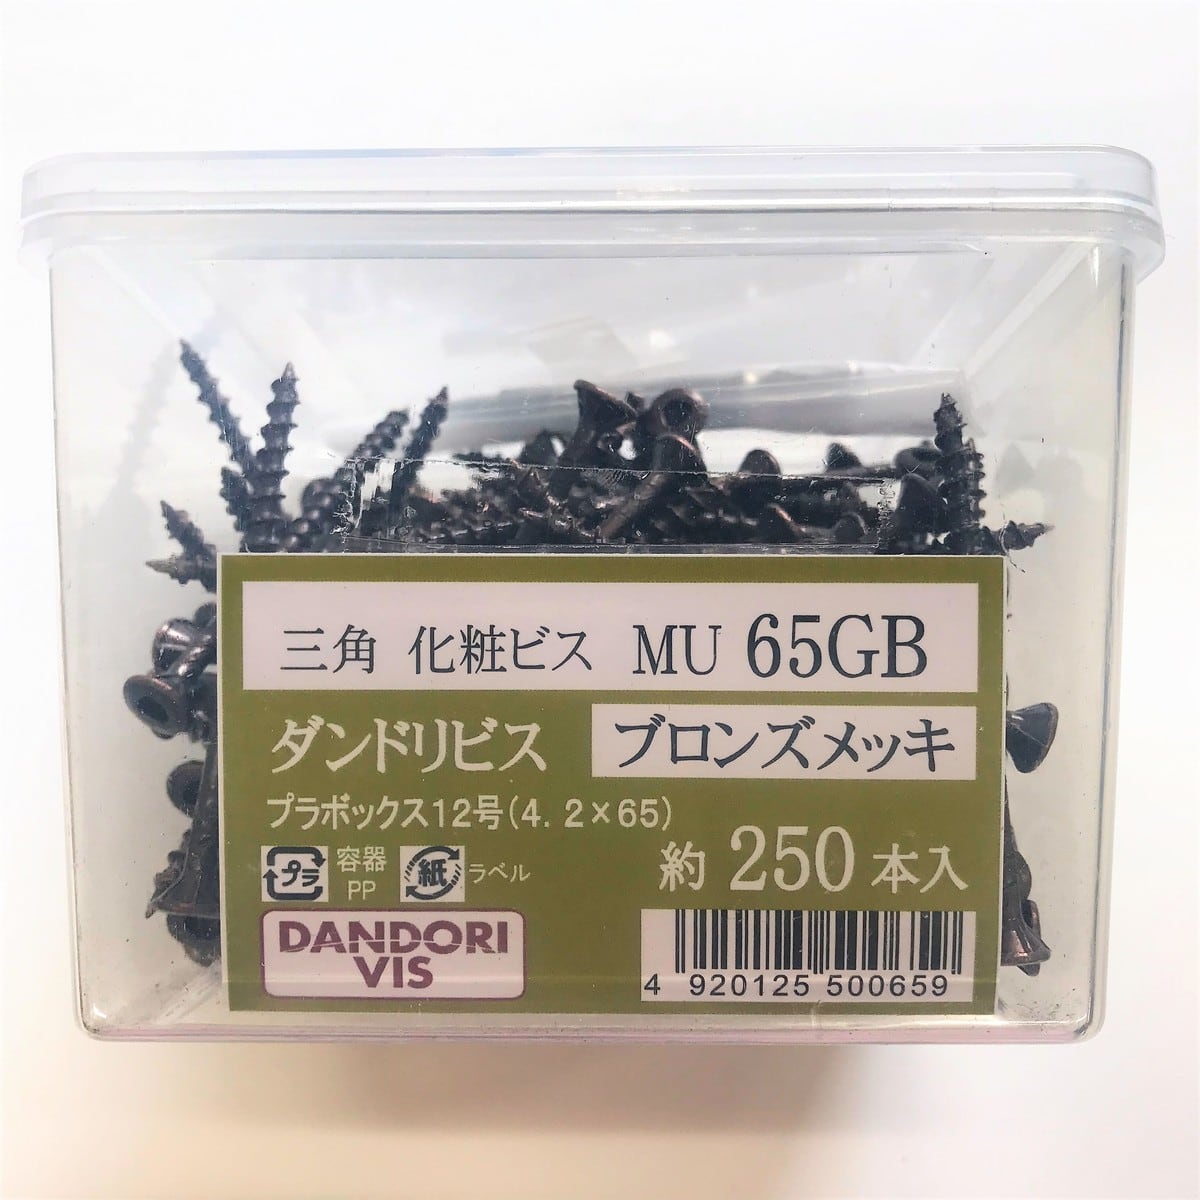 三角 化粧ビス MU 65GB
ダンドリビス ブロンズメッキ
プラボックス12号(4.2×65)
約 250 本入
プラ 容器 PP 紙 ラベル
DANDORI
VIS
4 920125 500659